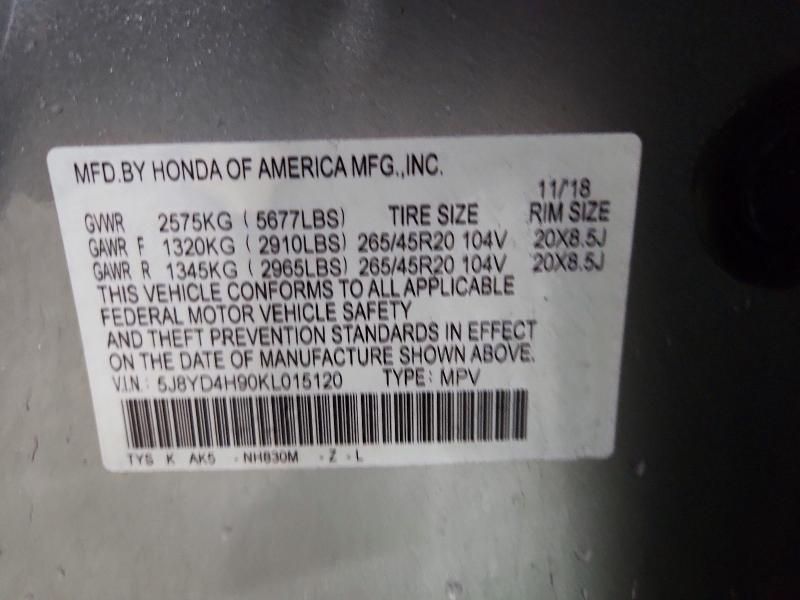 MFD.BY HONDA OF AMERICA MFG.,INC.
11/'18
GVWR 2575KG (5677LBS) TIRE SIZE RIM SIZE
GAWR F 1320KG (2910LBS) 265/45R20 104V 20X8.5J
GAWR R 1345KG (2965LBS) 265/45R20 104V 20X8.5J
THIS VEHICLE CONFORMS TO ALL APPLICABLE
FEDERAL MOTOR VEHICLE SAFETY
AND THEFT PREVENTION STANDARDS IN EFFECT
ON THE DATE OF MANUFACTURE SHOWN ABOVE.
V.I.N.: 5J8YD4H90KL015120 TYPE: MPV
TYS K AK5 -NH830M -Z -L